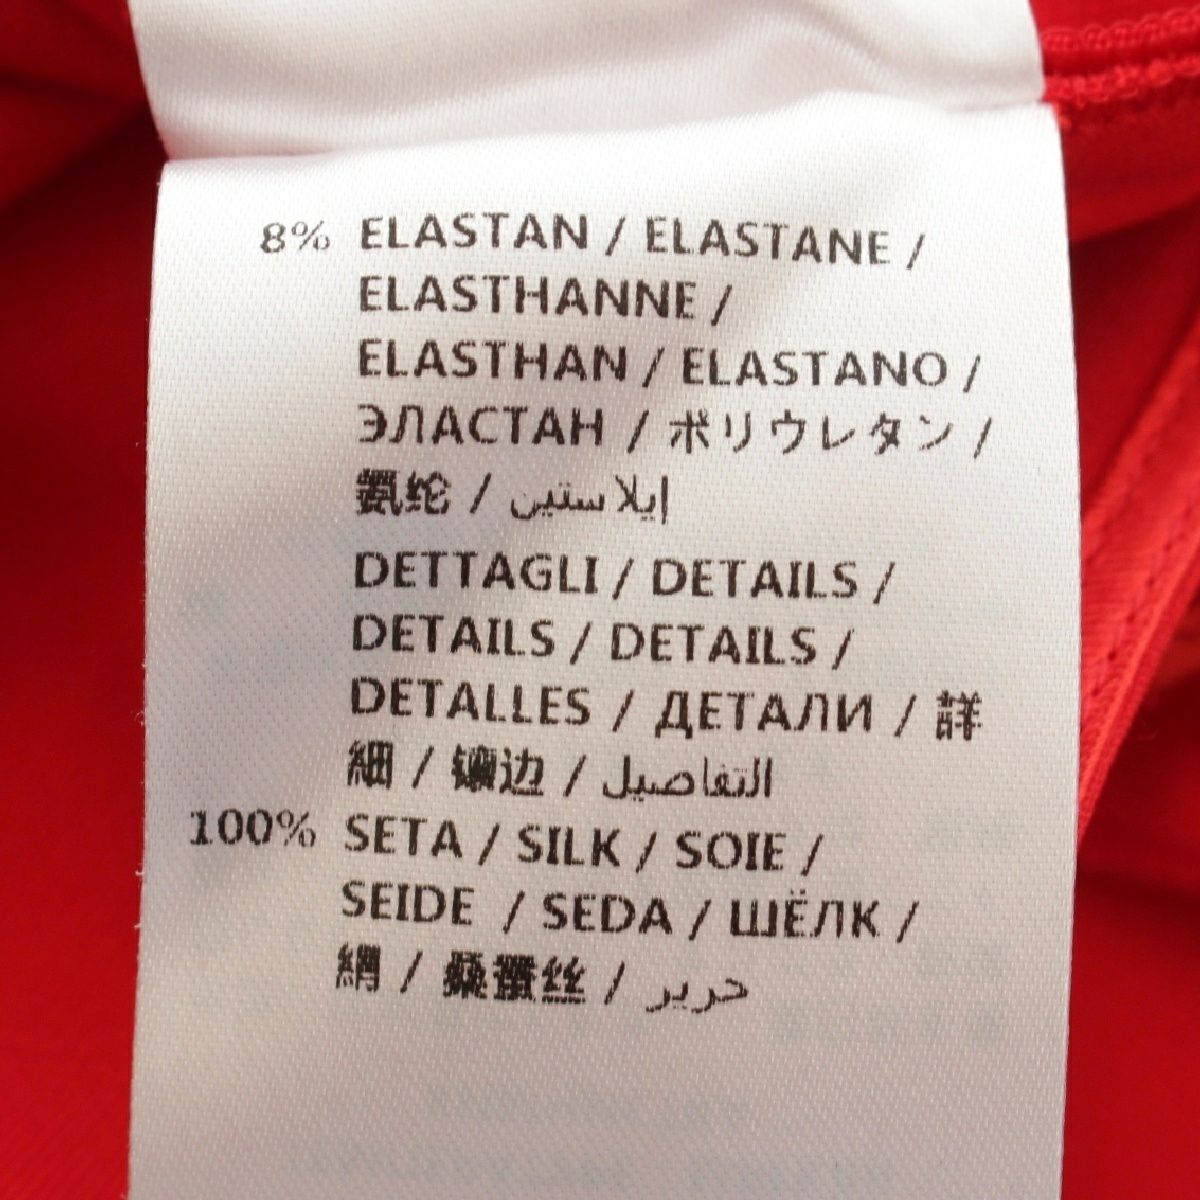 8% ELASTAN / ELASTANE /
ELASTHANNE /
ELASTHAN / ELASTANO /
ЭЛАСТАН / ポリウレタン /
氨纶 / إيلاستين
DETTAGLI / DETAILS /
DETAILS / DETAILS /
DETALLES / ДЕТАЛИ / 詳
細 / 镶边 / التفاصيل
100% SETA / SILK / SOIE /
SEIDE / SEDA / ШЁЛК /
絹 / 桑蚕丝 / حرير